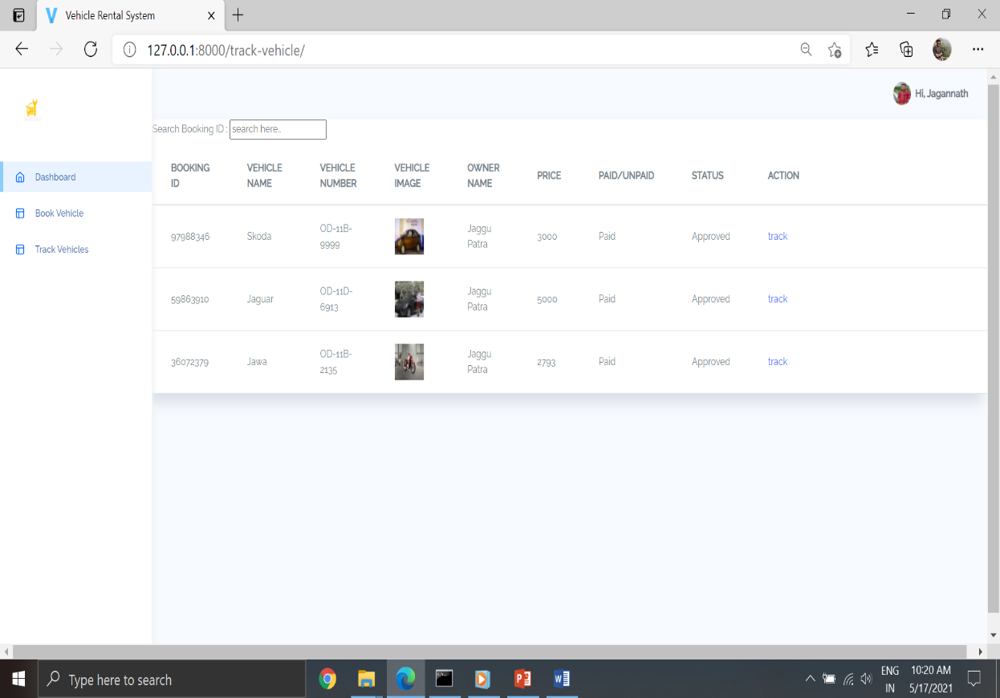 Vehicle Rental System
127.0.0.1:8000/track-vehicle/
Hi, Jagannath
Search Booking ID : search here..
Dashboard
Book Vehicle
Track Vehicles
BOOKING ID VEHICLE NAME VEHICLE NUMBER VEHICLE IMAGE OWNER NAME PRICE PAID/UNPAID STATUS ACTION
97988346 Skoda OD-11B-9999 Jaggu Patra 3000 Paid Approved track
59863910 Jaguar OD-11D-6913 Jaggu Patra 5000 Paid Approved track
36072379 Jawa OD-11B-2135 Jaggu Patra 2793 Paid Approved track
Type here to search
ENG
IN
10:20 AM
5/17/2021